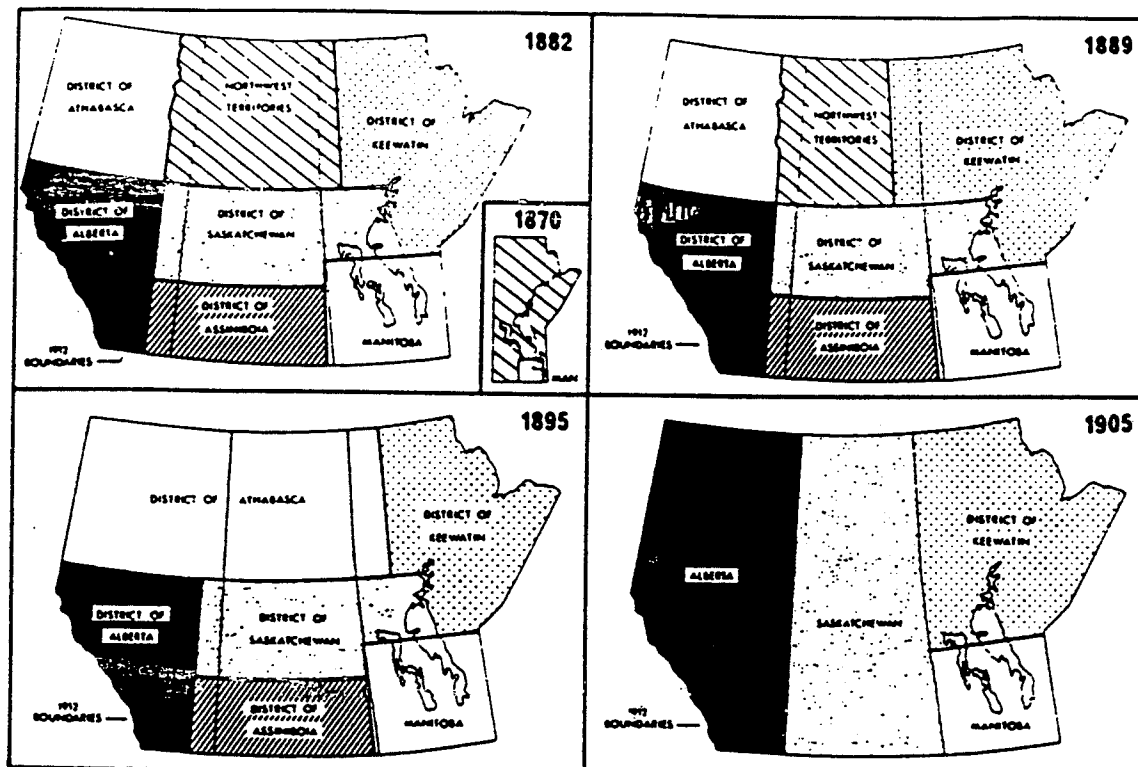 1882
DISTRICT OF
ATHABASCA
NORTHWEST
TERRITORIES
DISTRICT OF
KEEWATIN
DISTRICT OF
ALBERTA
DISTRICT OF
SASKATCHEWAN
DISTRICT OF
ASSINIBOIA
MANITOBA
1912
BOUNDARIES
1870
MAN
1889
DISTRICT OF
ATHABASCA
NORTHWEST
TERRITORIES
DISTRICT OF
KEEWATIN
DISTRICT OF
ALBERTA
DISTRICT OF
SASKATCHEWAN
DISTRICT OF
ASSINIBOIA
MANITOBA
1912
BOUNDARIES
1895
DISTRICT OF ATHABASCA
DISTRICT OF
KEEWATIN
DISTRICT OF
ALBERTA
DISTRICT OF
SASKATCHEWAN
DISTRICT OF
ASSINIBOIA
MANITOBA
1912
BOUNDARIES
1905
DISTRICT OF
KEEWATIN
ALBERTA
SASKATCHEWAN
MANITOBA
1912
BOUNDARIES